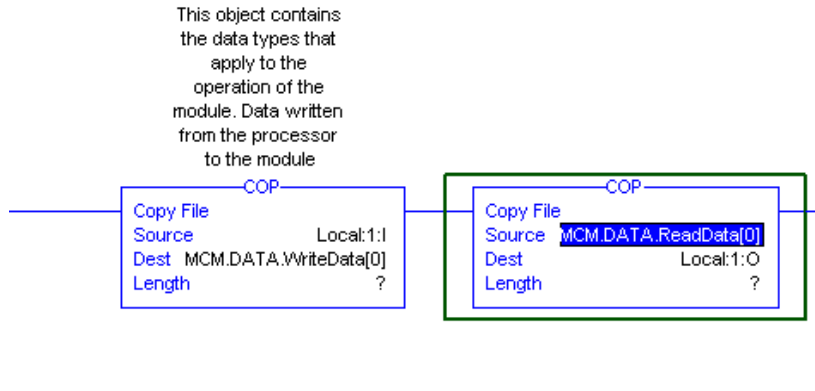 This object contains
the data types that
apply to the
operation of the
module. Data written
from the processor
to the module
COP
Copy File
Source Local:1:I
Dest MCM.DATA.WriteData[0]
Length ?
COP
Copy File
Source MCM.DATA.ReadData[0]
Dest Local:1:O
Length ?